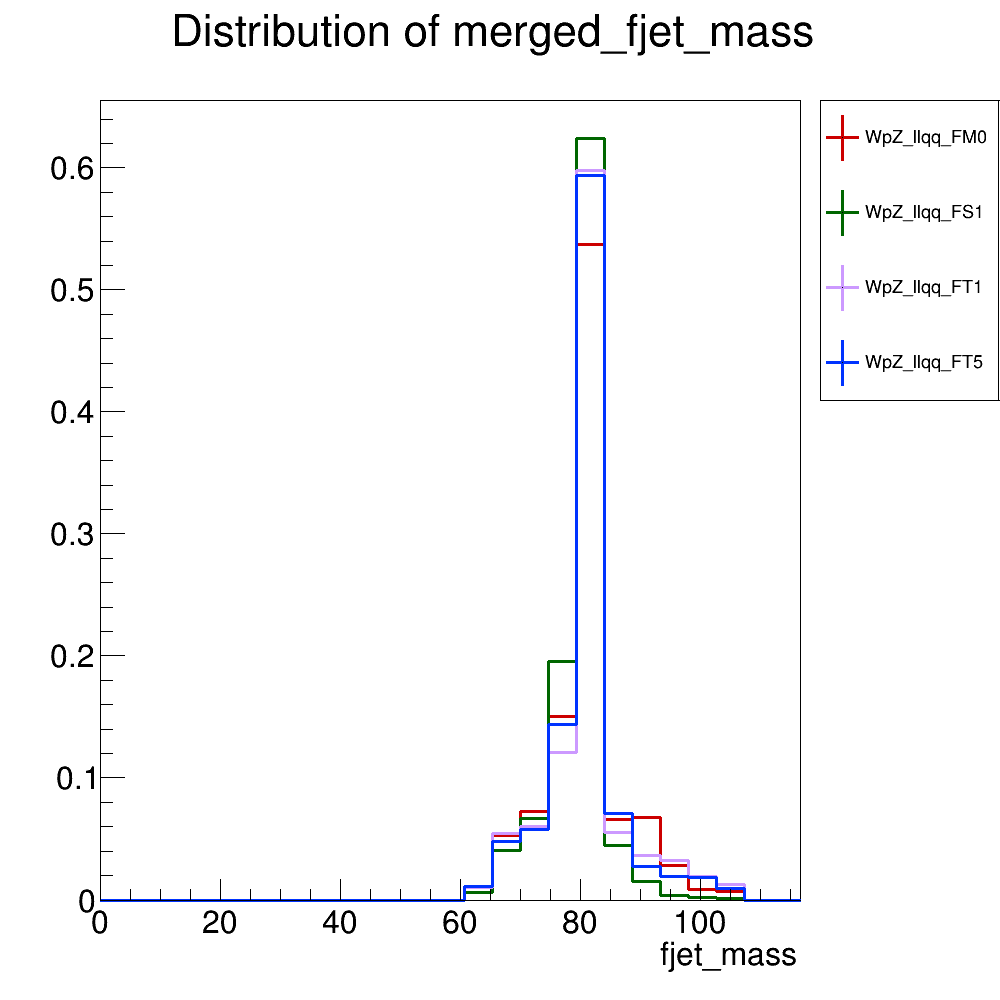 Distribution of merged_fjet_mass
WpZ_llqq_FM0
WpZ_llqq_FS1
WpZ_llqq_FT1
WpZ_llqq_FT5
0.6
0.5
0.4
0.3
0.2
0.1
0
0 20 40 60 80 100
fjet_mass